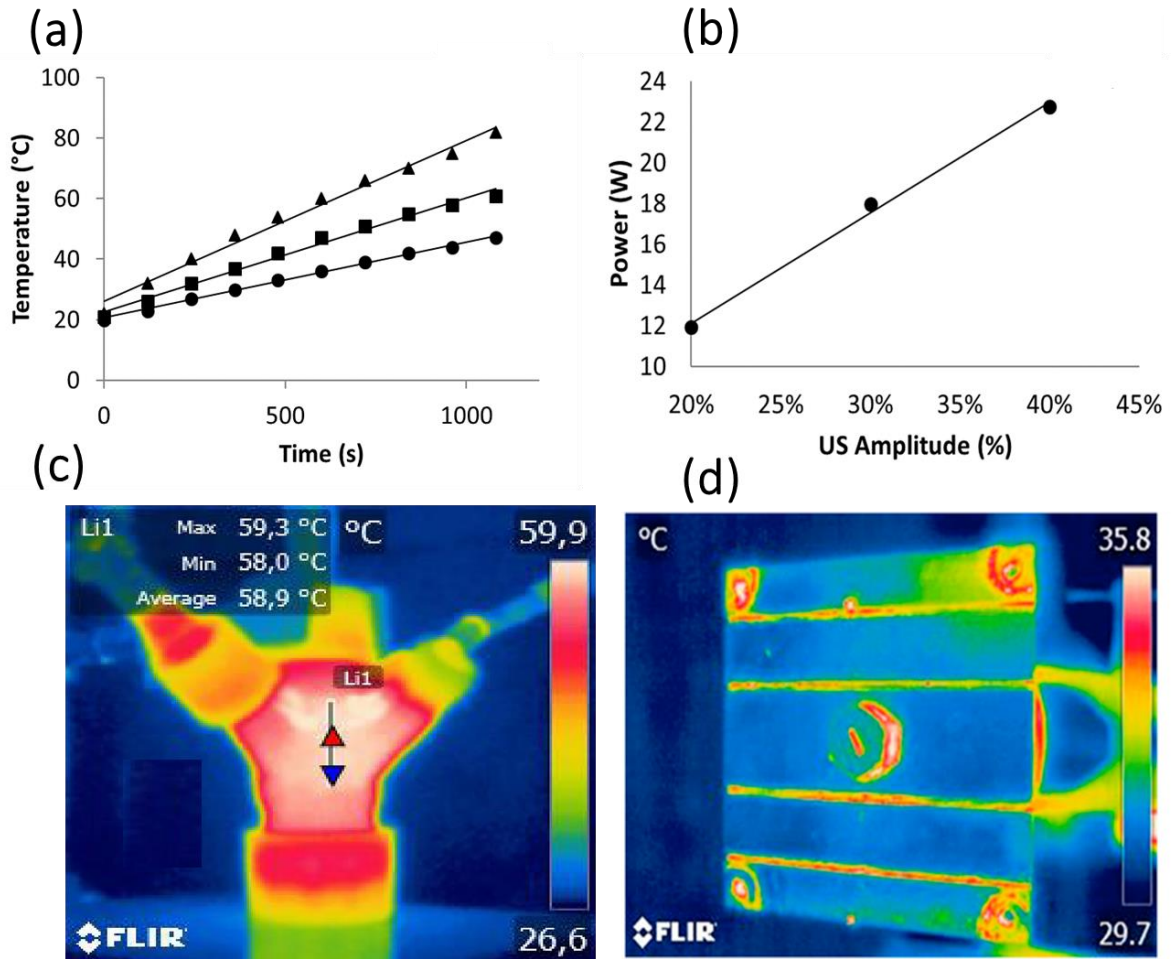 (a)
100
80
60
40
20
0
0 500 1000
Temperature (°C)
Time (s)
(b)
24
22
20
18
16
14
12
10
20% 25% 30% 35% 40% 45%
Power (W)
US Amplitude (%)
(c)
Li1 Max 59,3 °C °C 59,9
Min 58,0 °C
Average 58,9 °C
Li1
FLIR 26,6
(d)
°C 35.8
FLIR 29.7